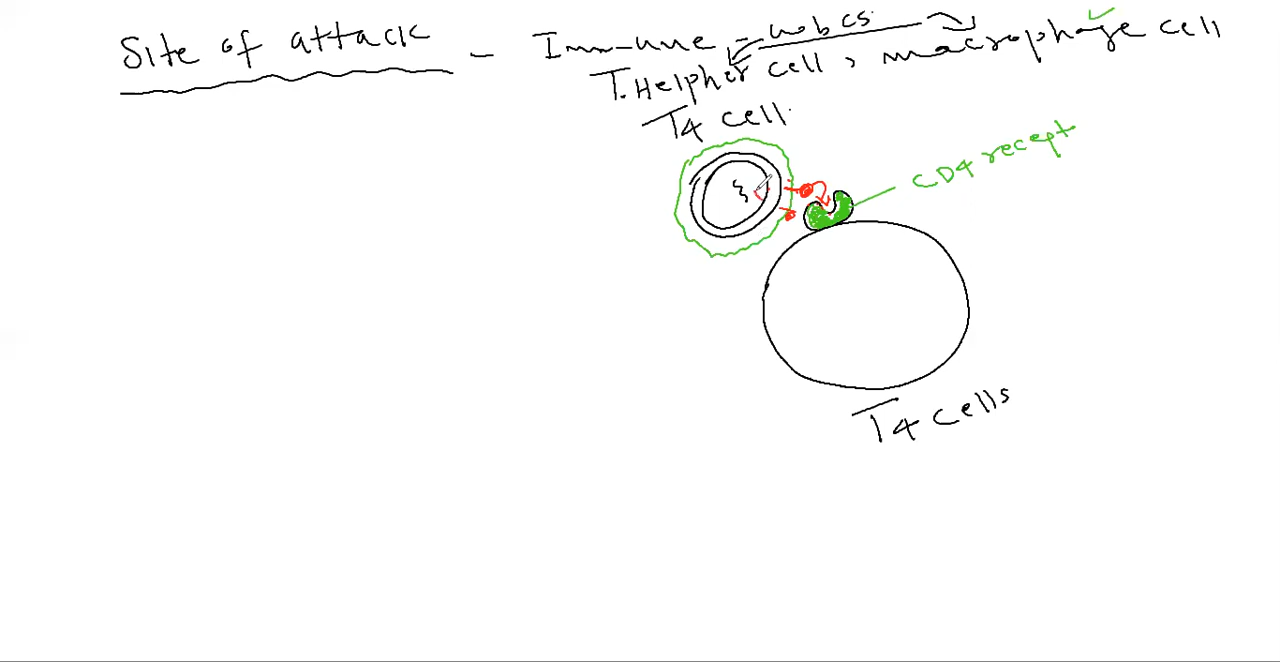 Site of attack - Immune - wbcs
T. Helpher cell, macrophage cell
T4 cell.
CD4 recept
T4 cells